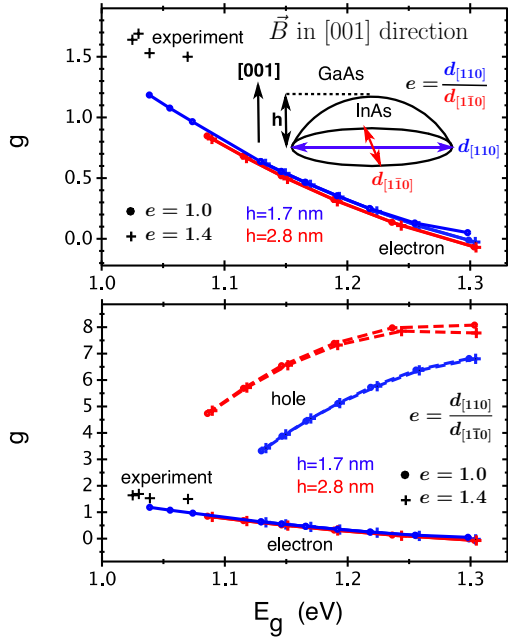 B⃗ in [001] direction
experiment
[001]
GaAs
e = d[110] / d[11̄0]
h
InAs
d[110]
d[11̄0]
e = 1.0
h=1.7 nm
e = 1.4
h=2.8 nm
electron
g
1.5
1.0
0.5
0.0
1.0
1.1
1.2
1.3
8
7
6
5
4
3
2
1
0
g
hole
e = d[110] / d[11̄0]
experiment
h=1.7 nm
h=2.8 nm
e = 1.0
e = 1.4
electron
1.0
1.1
1.2
1.3
Eg (eV)